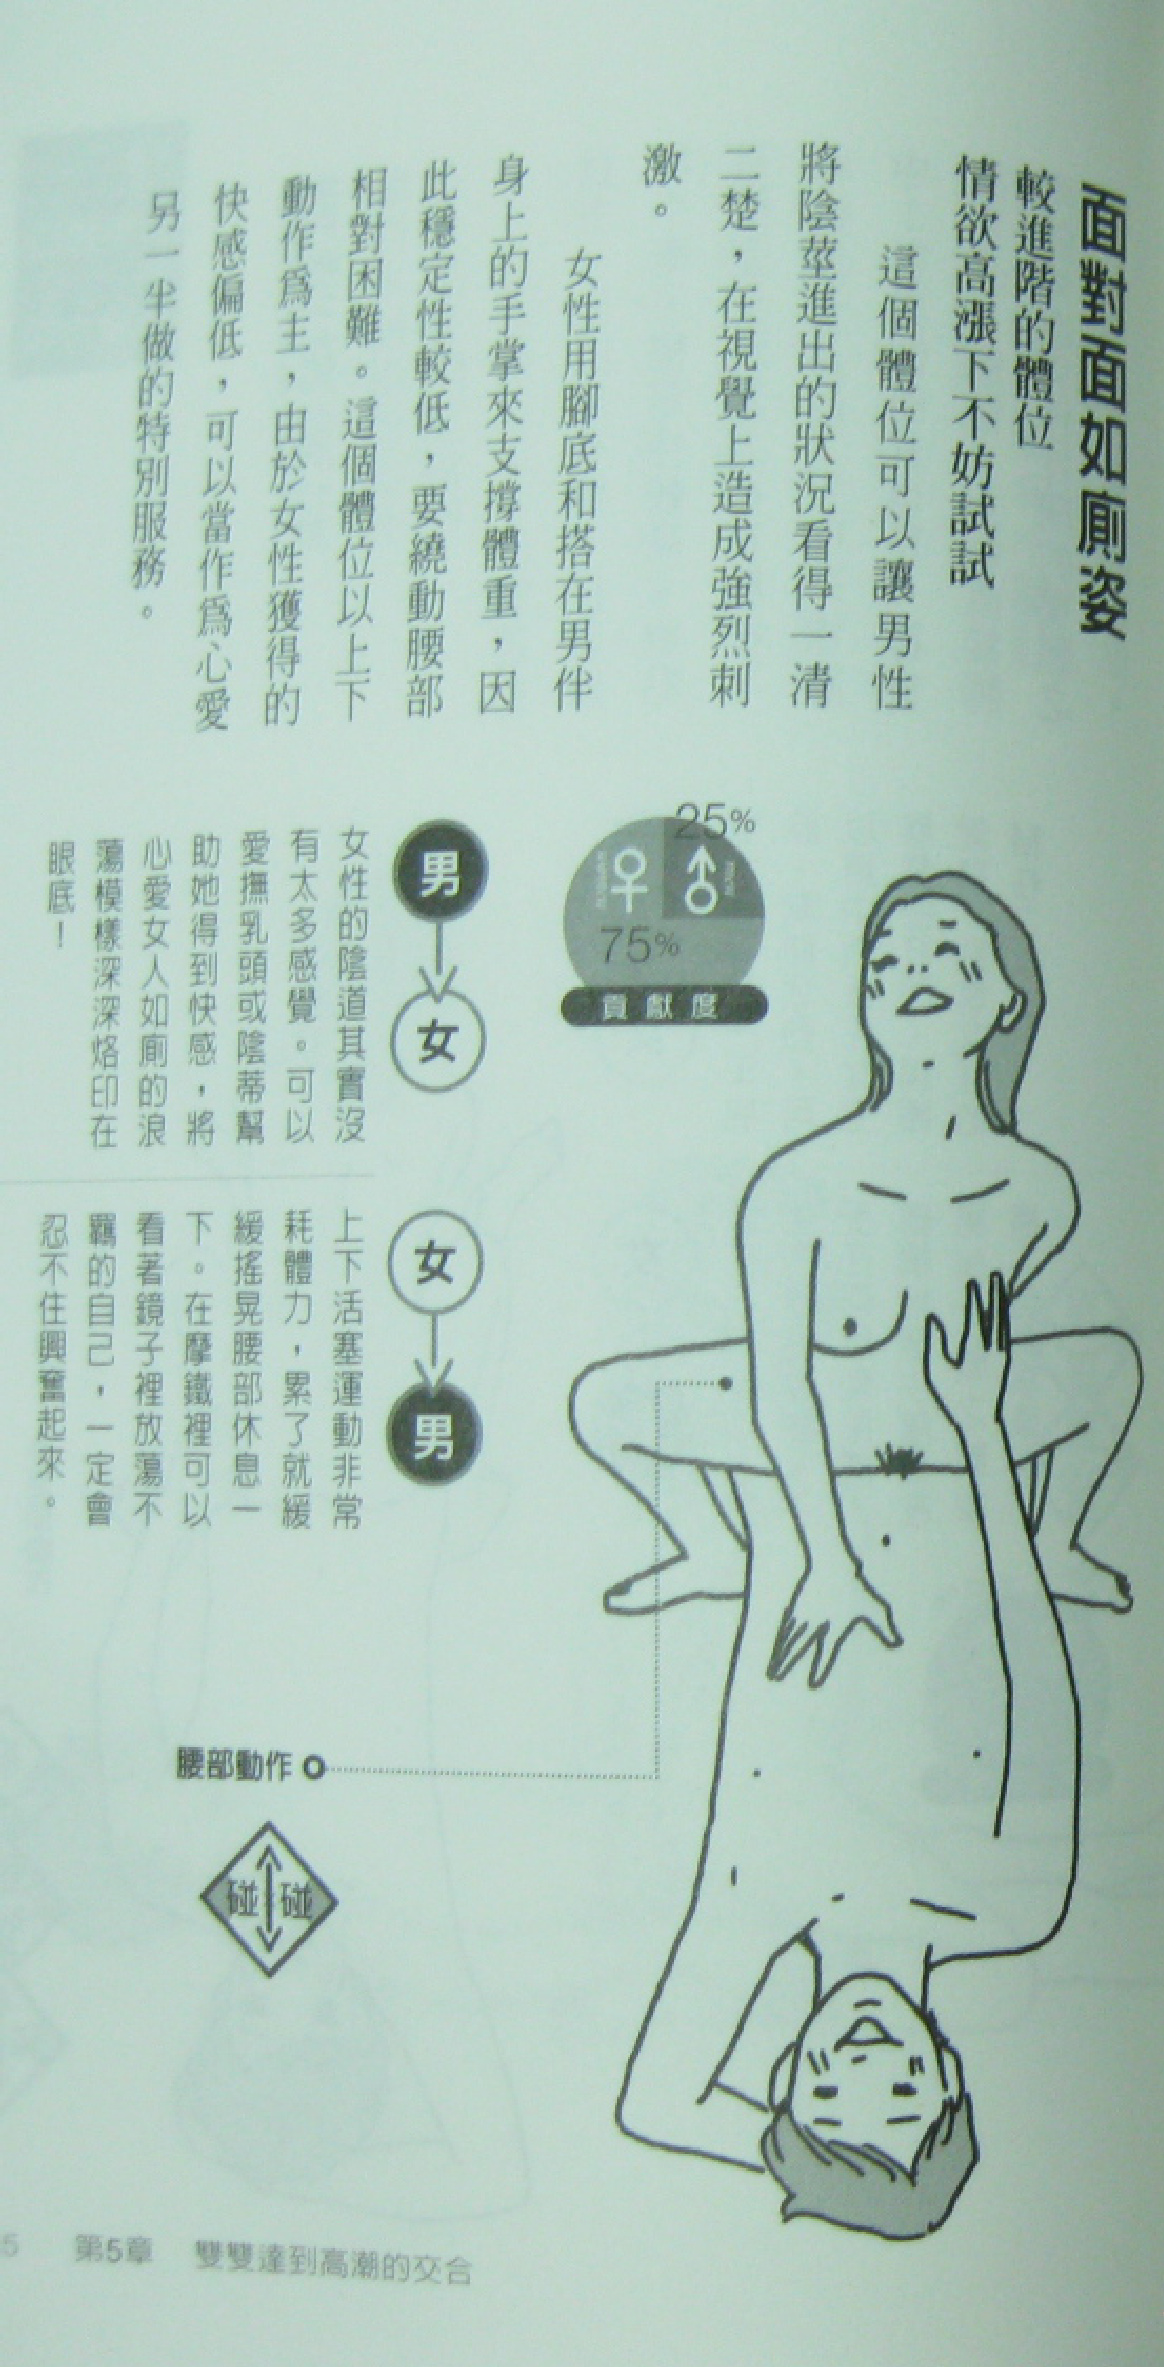 面對面如廁姿
較進階的體位
情欲高漲下不妨試試
這個體位可以讓男性
將陰莖進出的狀況看得一清
二楚，在視覺上造成強烈刺
激。
女性用腳底和搭在男伴
身上的手掌來支撐體重，因
此穩定性較低，要繞動腰部
相對困難。這個體位以上下
動作爲主，由於女性獲得的
快感偏低，可以當作爲心愛
另一半做的特別服務。
25%
75%
貢獻度
男
女
女性的陰道其實沒
有太多感覺。可以
愛撫乳頭或陰蒂幫
助她得到快感，將
心愛女人如廁的浪
蕩模樣深深烙印在
眼底！
女
男
上下活塞運動非常
耗體力，累了就緩
緩搖晃腰部休息一
下。在摩鐵裡可以
看著鏡子裡放蕩不
羈的自己，一定會
忍不住興奮起來。
腰部動作
碰 碰
5 第5章 雙雙達到高潮的交合